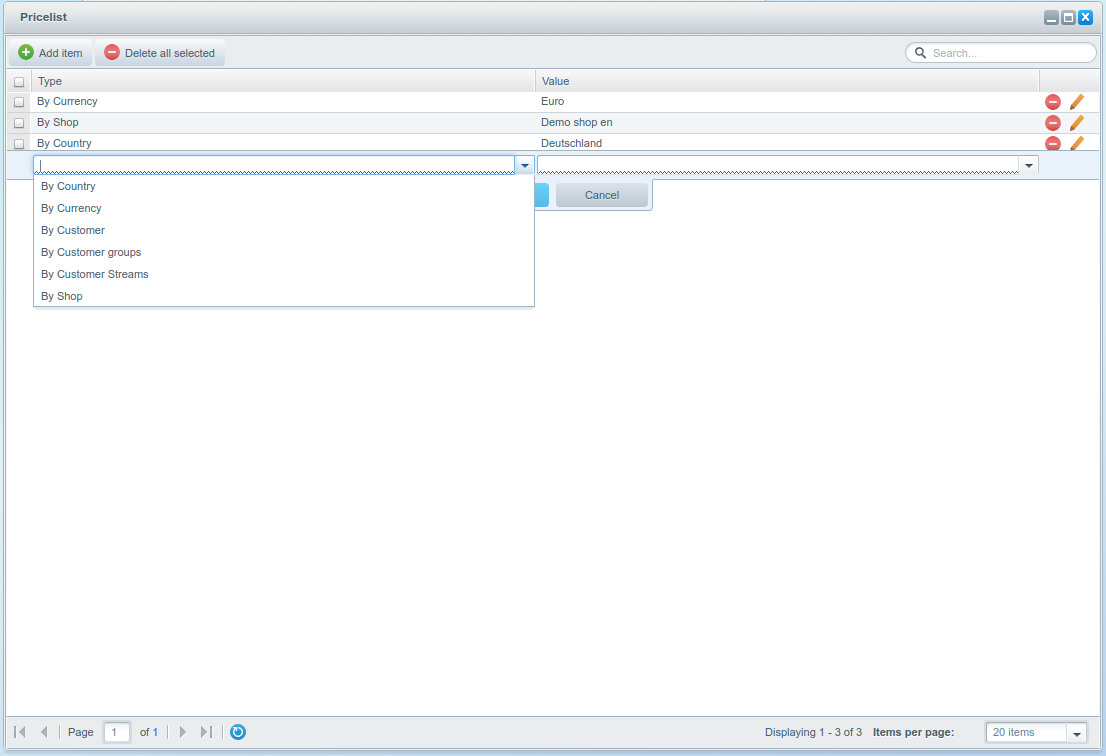 Pricelist
Add item Delete all selected Search...
Type Value
By Currency Euro
By Shop Demo shop en
By Country Deutschland
By Country
By Currency
By Customer
By Customer groups
By Customer Streams
By Shop
Cancel
Page 1 of 1 Displaying 1 - 3 of 3 Items per page: 20 items